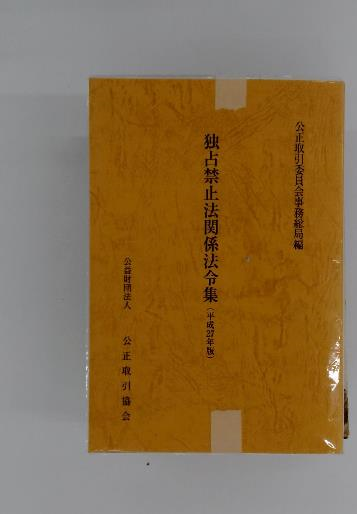 公正取引委員会事務総局編
独占禁止法関係法令集(平成27年版)
公益財団法人 公正取引協会